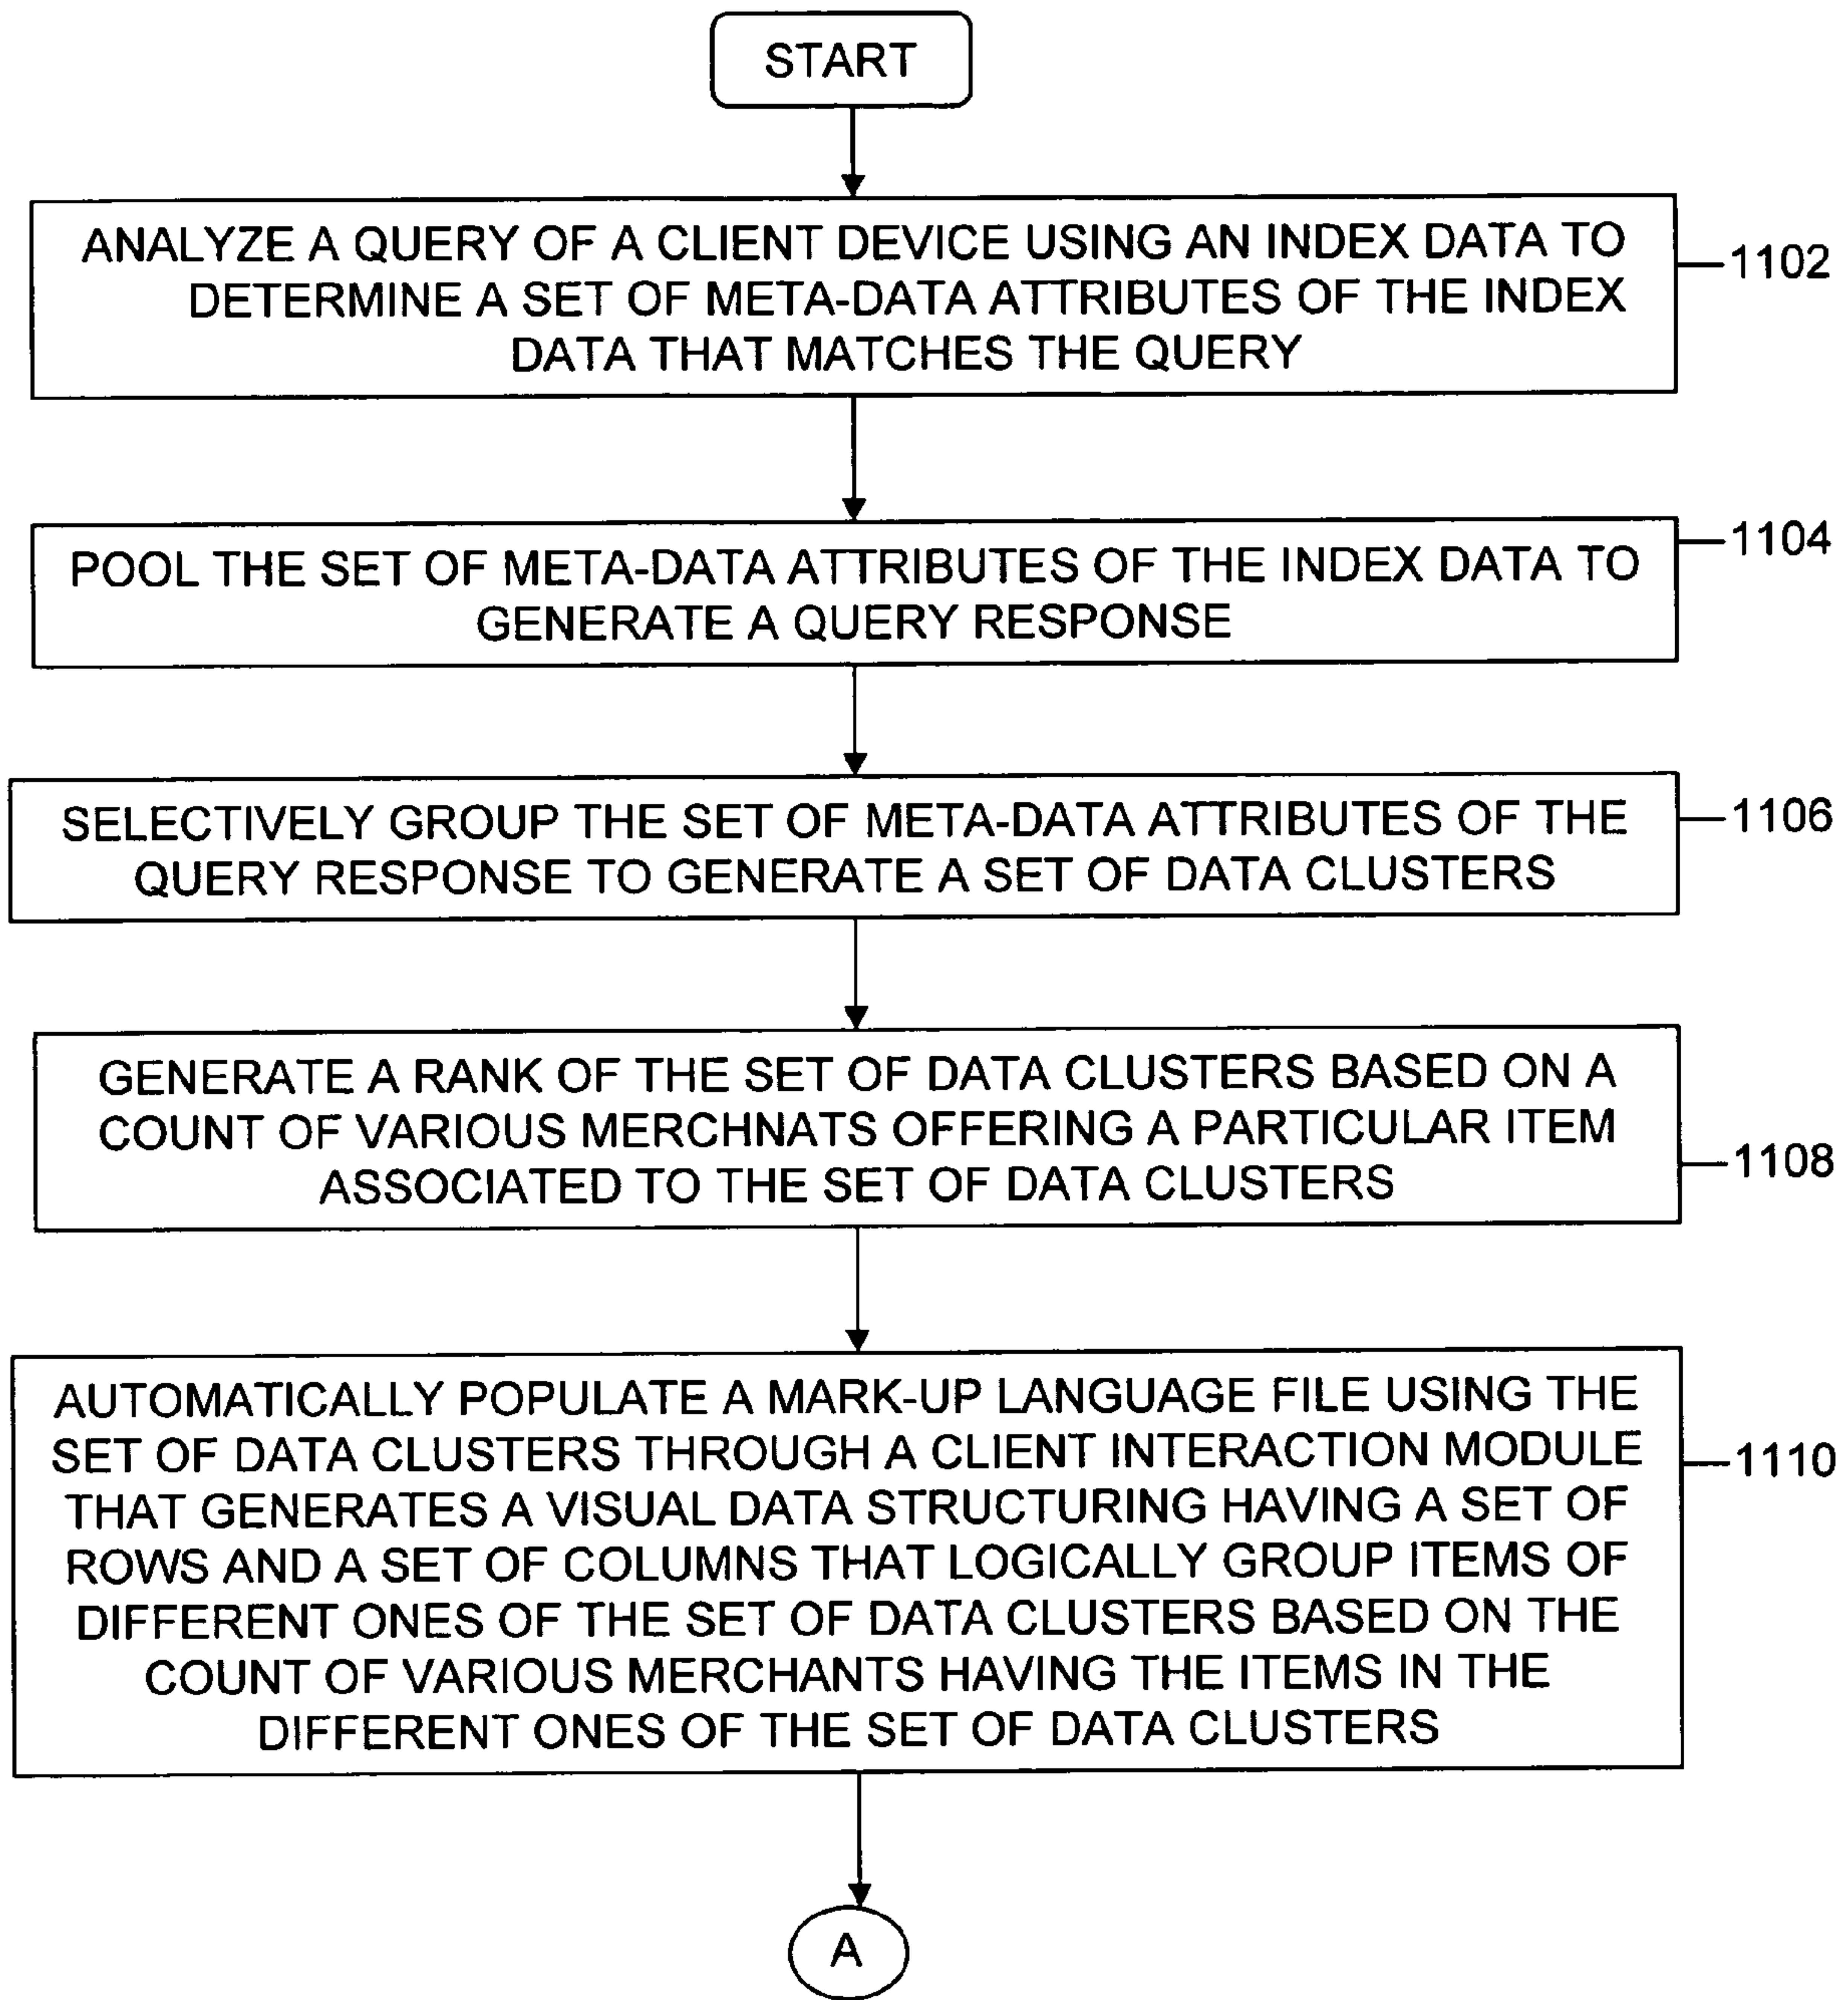 START
ANALYZE A QUERY OF A CLIENT DEVICE USING AN INDEX DATA TO
DETERMINE A SET OF META-DATA ATTRIBUTES OF THE INDEX
DATA THAT MATCHES THE QUERY
1102
POOL THE SET OF META-DATA ATTRIBUTES OF THE INDEX DATA TO
GENERATE A QUERY RESPONSE
1104
SELECTIVELY GROUP THE SET OF META-DATA ATTRIBUTES OF THE
QUERY RESPONSE TO GENERATE A SET OF DATA CLUSTERS
1106
GENERATE A RANK OF THE SET OF DATA CLUSTERS BASED ON A
COUNT OF VARIOUS MERCHNATS OFFERING A PARTICULAR ITEM
ASSOCIATED TO THE SET OF DATA CLUSTERS
1108
AUTOMATICALLY POPULATE A MARK-UP LANGUAGE FILE USING THE
SET OF DATA CLUSTERS THROUGH A CLIENT INTERACTION MODULE
THAT GENERATES A VISUAL DATA STRUCTURING HAVING A SET OF
ROWS AND A SET OF COLUMNS THAT LOGICALLY GROUP ITEMS OF
DIFFERENT ONES OF THE SET OF DATA CLUSTERS BASED ON THE
COUNT OF VARIOUS MERCHANTS HAVING THE ITEMS IN THE
DIFFERENT ONES OF THE SET OF DATA CLUSTERS
1110
A